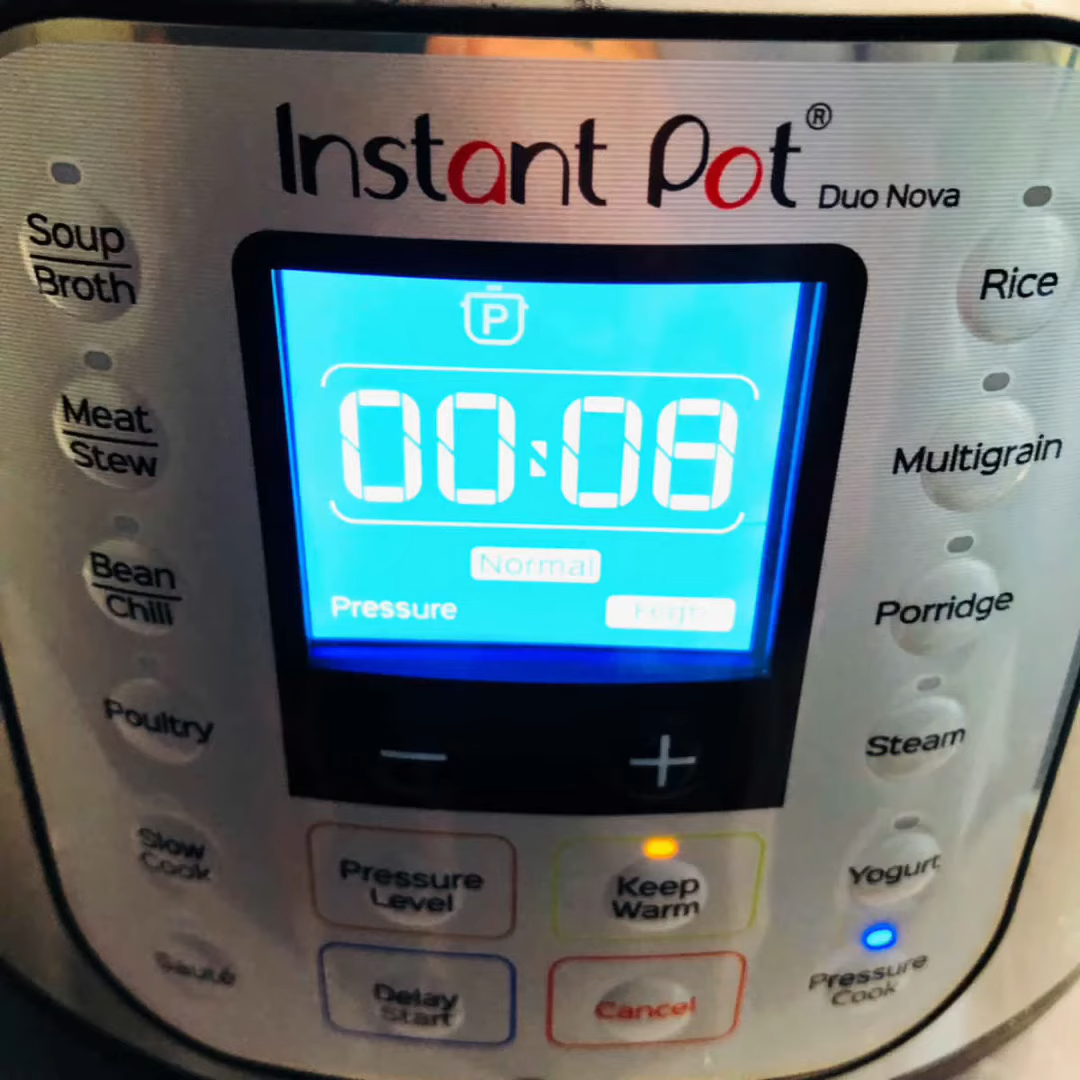 Instant Pot®
Duo Nova
Soup
Broth
Meat
Stew
Bean
Chili
Poultry
Slow
Cook
Sauté
P
00:08
Normal
Pressure
High
−
+
Pressure
Level
Keep
Warm
Delay
Start
Cancel
Rice
Multigrain
Porridge
Steam
Yogurt
Pressure
Cook